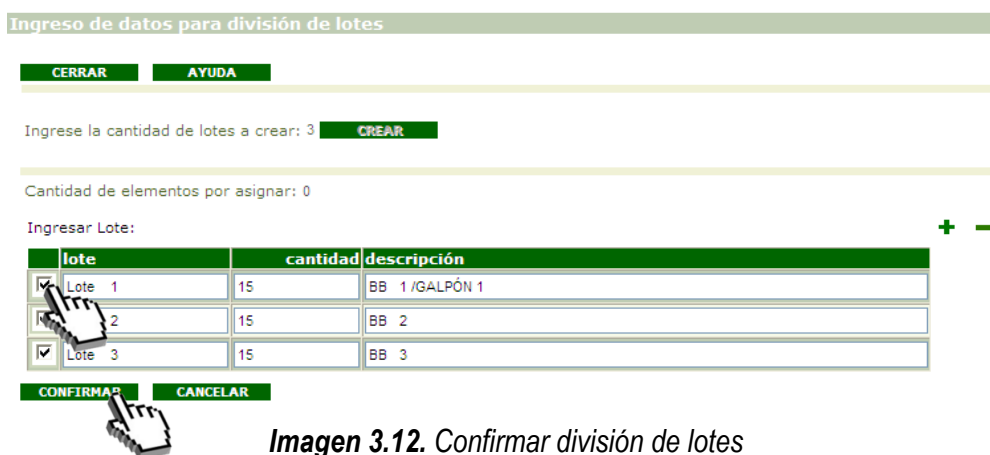 Ingreso de datos para división de lotes
CERRAR AYUDA
Ingrese la cantidad de lotes a crear: 3 CREAR
Cantidad de elementos por asignar: 0
Ingresar Lote:
lote cantidad descripción
Lote 1 15 BB 1 /GALPÓN 1
2 15 BB 2
Lote 3 15 BB 3
CONFIRMAR CANCELAR
Imagen 3.12. Confirmar división de lotes